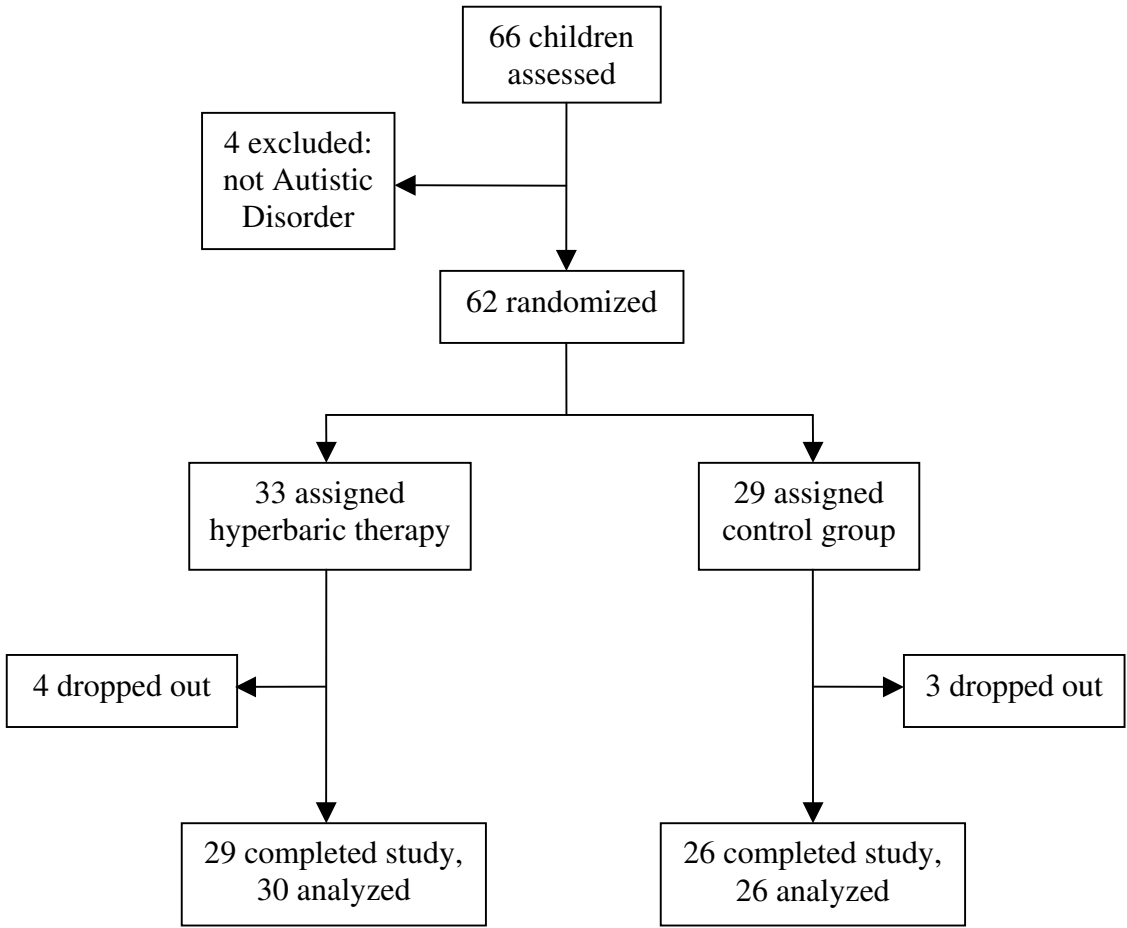 66 children
assessed
4 excluded:
not Autistic
Disorder
62 randomized
33 assigned
hyperbaric therapy
29 assigned
control group
4 dropped out
3 dropped out
29 completed study,
30 analyzed
26 completed study,
26 analyzed